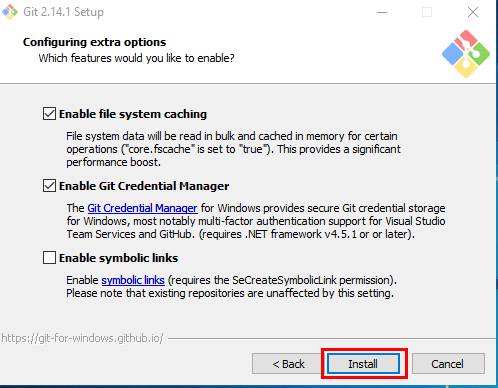 Git 2.14.1 Setup
Configuring extra options
Which features would you like to enable?
Enable file system caching
File system data will be read in bulk and cached in memory for certain
operations ("core.fscache" is set to "true"). This provides a significant
performance boost.
Enable Git Credential Manager
The Git Credential Manager for Windows provides secure Git credential storage
for Windows, most notably multi-factor authentication support for Visual Studio
Team Services and GitHub. (requires .NET framework v4.5.1 or or later).
Enable symbolic links
Enable symbolic links (requires the SeCreateSymbolicLink permission).
Please note that existing repositories are unaffected by this setting.
https://git-for-windows.github.io/
< Back Install Cancel